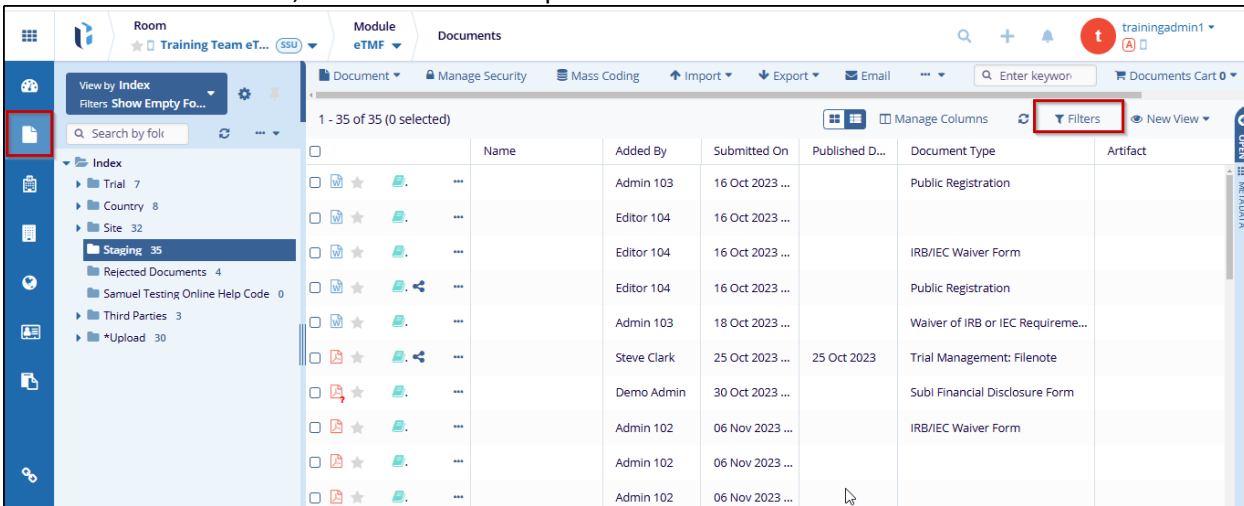 Room
Training Team eT... SSU
Module
eTMF
Documents
t
trainingadmin1
A
View by Index
Filters Show Empty Fo...
Document
Manage Security
Mass Coding
Import
Export
Email
Enter keywor
Documents Cart 0
1 - 35 of 35 (0 selected)
Manage Columns
Filters
New View
OPEN
METADATA
Search by folc
Index
Trial 7
Country 8
Site 32
Staging 35
Rejected Documents 4
Samuel Testing Online Help Code 0
Third Parties 3
*Upload 30
Name Added By Submitted On Published D... Document Type Artifact
Admin 103 16 Oct 2023 ... Public Registration
Editor 104 16 Oct 2023 ...
Editor 104 16 Oct 2023 ... IRB/IEC Waiver Form
Editor 104 16 Oct 2023 ... Public Registration
Admin 103 18 Oct 2023 ... Waiver of IRB or IEC Requireme...
Steve Clark 25 Oct 2023 ... 25 Oct 2023 Trial Management: Filenote
Demo Admin 30 Oct 2023 ... SubI Financial Disclosure Form
Admin 102 06 Nov 2023 ... IRB/IEC Waiver Form
Admin 102 06 Nov 2023 ...
Admin 102 06 Nov 2023 ...